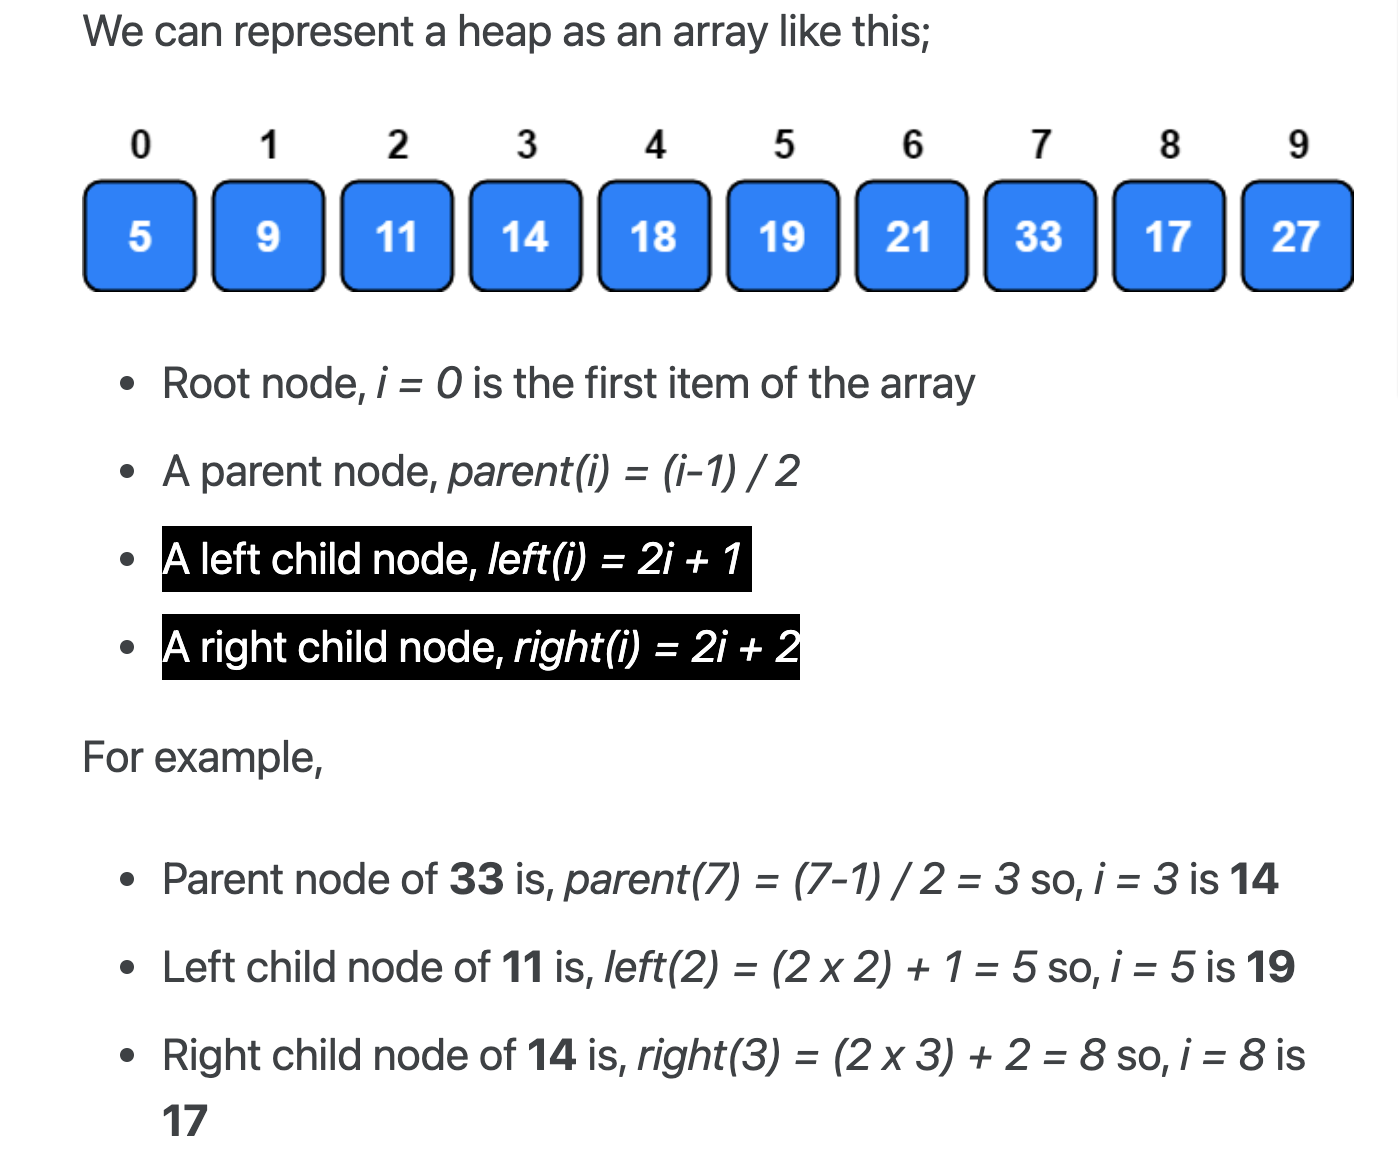 We can represent a heap as an array like this;
0 1 2 3 4 5 6 7 8 9
5 9 11 14 18 19 21 33 17 27
• Root node, i = 0 is the first item of the array
• A parent node, parent(i) = (i-1) / 2
• A left child node, left(i) = 2i + 1
• A right child node, right(i) = 2i + 2
For example,
• Parent node of 33 is, parent(7) = (7-1) / 2 = 3 so, i = 3 is 14
• Left child node of 11 is, left(2) = (2 x 2) + 1 = 5 so, i = 5 is 19
• Right child node of 14 is, right(3) = (2 x 3) + 2 = 8 so, i = 8 is
17